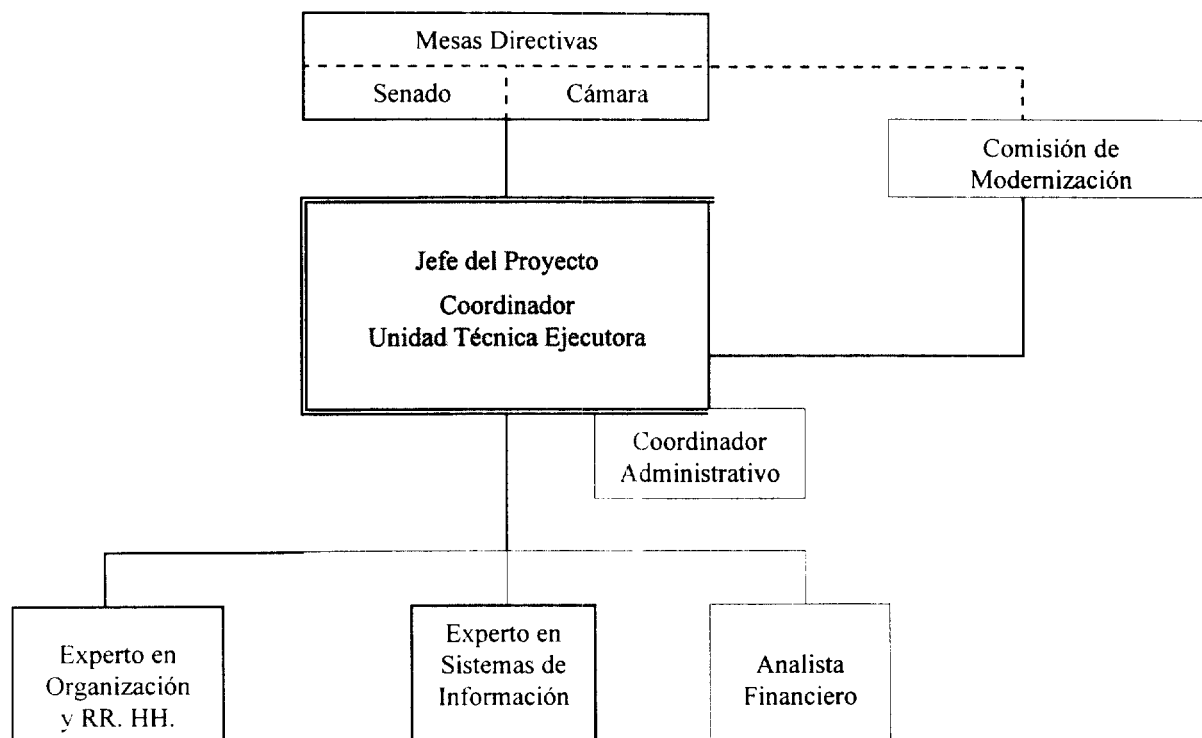 Mesas Directivas
Senado
Cámara
Comisión de
Modernización
Jefe del Proyecto
Coordinador
Unidad Técnica Ejecutora
Coordinador
Administrativo
Experto en
Organización
y RR. HH.
Experto en
Sistemas de
Información
Analista
Financiero